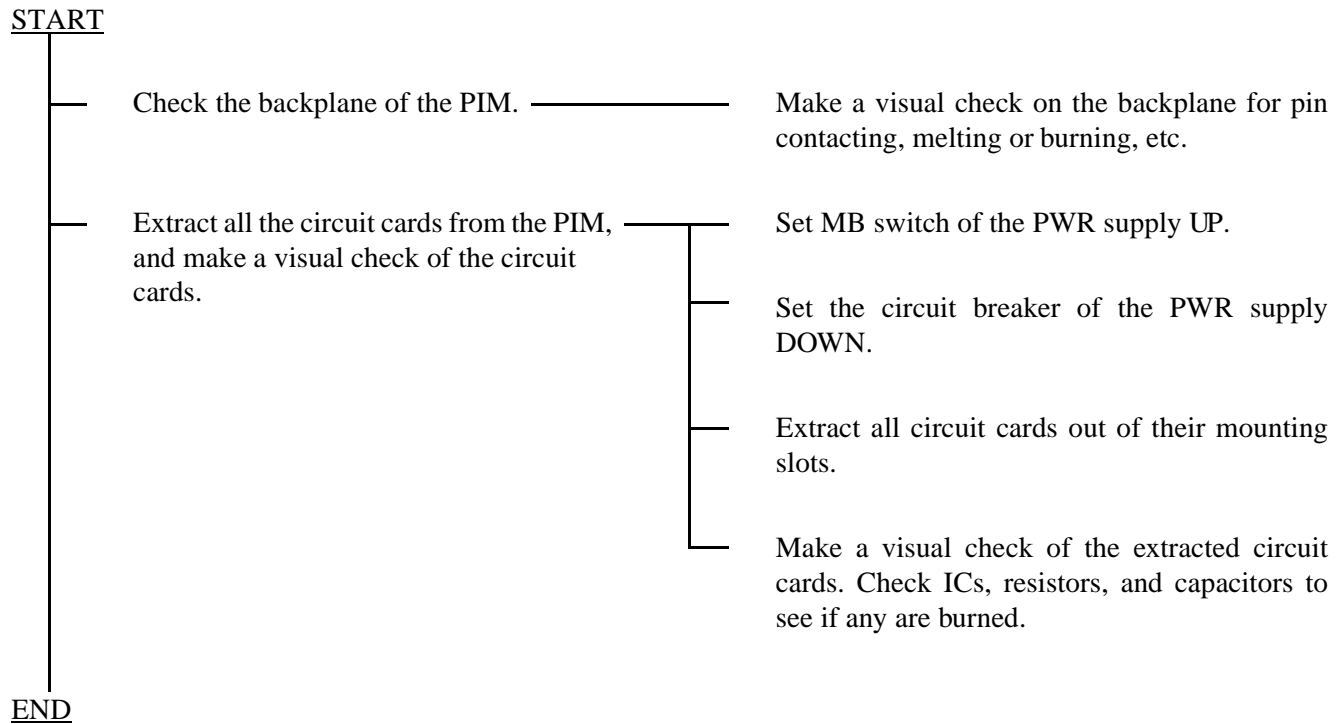 START
Check the backplane of the PIM.
Make a visual check on the backplane for pin
contacting, melting or burning, etc.
Extract all the circuit cards from the PIM,
and make a visual check of the circuit
cards.
Set MB switch of the PWR supply UP.
Set the circuit breaker of the PWR supply
DOWN.
Extract all circuit cards out of their mounting
slots.
Make a visual check of the extracted circuit
cards. Check ICs, resistors, and capacitors to
see if any are burned.
END